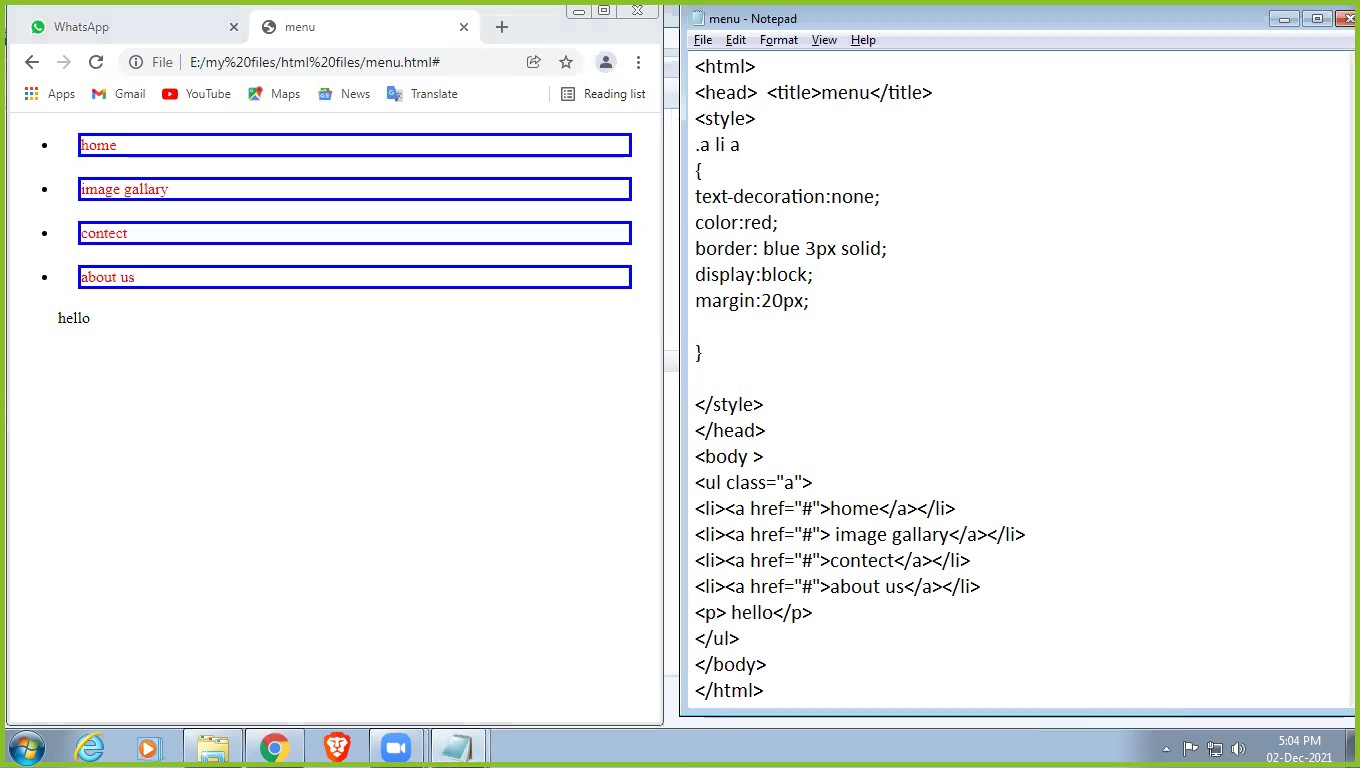 WhatsApp
menu
File
E:/my%20files/html%20files/menu.html#
Apps
Gmail
YouTube
Maps
News
Translate
Reading list
home
image gallary
contect
about us
hello
menu - Notepad
File Edit Format View Help
<html>
<head> <title>menu</title>
<style>
.a li a
{
text-decoration:none;
color:red;
border: blue 3px solid;
display:block;
margin:20px;
}
</style>
</head>
<body >
<ul class="a">
<li><a href="#">home</a></li>
<li><a href="#"> image gallary</a></li>
<li><a href="#">contect</a></li>
<li><a href="#">about us</a></li>
<p> hello</p>
</ul>
</body>
</html>
5:04 PM
02-Dec-2021